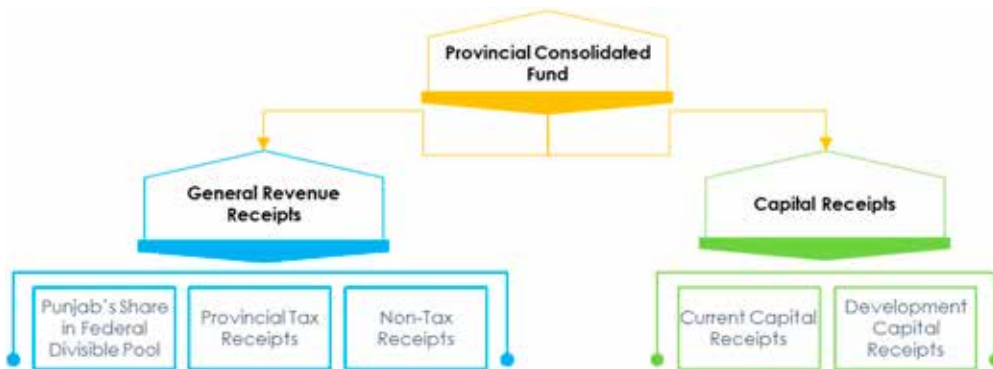 Provincial Consolidated
Fund
General Revenue
Receipts
Capital Receipts
Punjab's Share
in Federal
Divisible Pool
Provincial Tax
Receipts
Non-Tax
Receipts
Current Capital
Receipts
Development
Capital
Receipts